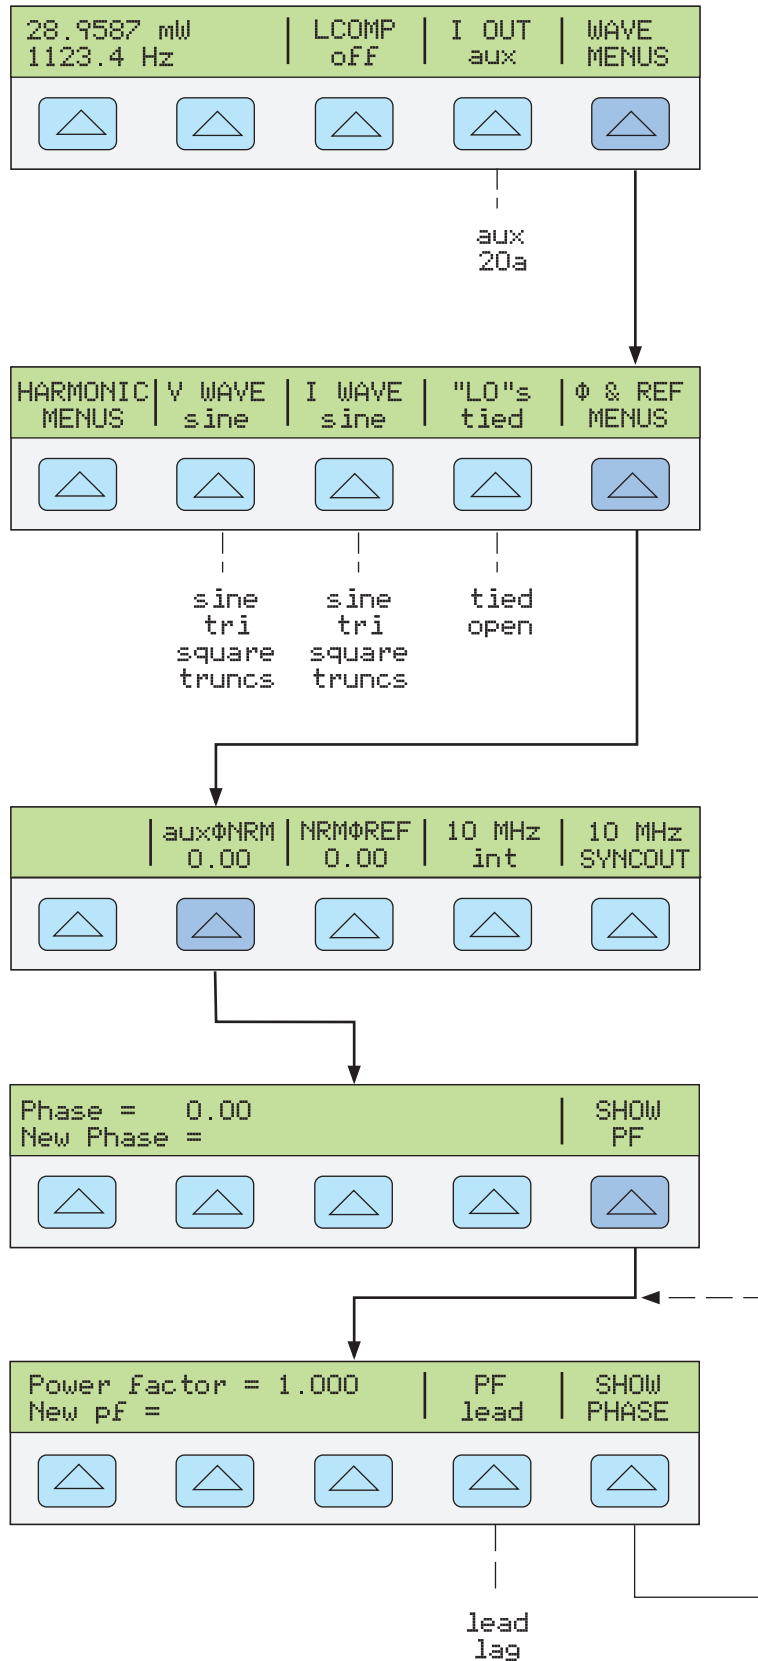 28.9587 mW
1123.4 Hz
LCOMP
off
I OUT
aux
WAVE
MENUS
aux
20a
HARMONIC
MENUS
V WAVE
sine
I WAVE
sine
"LO"s
tied
Φ & REF
MENUS
sine
tri
square
truncs
sine
tri
square
truncs
tied
open
auxΦNRM
0.00
NRMΦREF
0.00
10 MHz
int
10 MHz
SYNCOUT
Phase = 0.00
New Phase =
SHOW
PF
Power factor = 1.000
New pf =
PF
lead
SHOW
PHASE
lead
lag